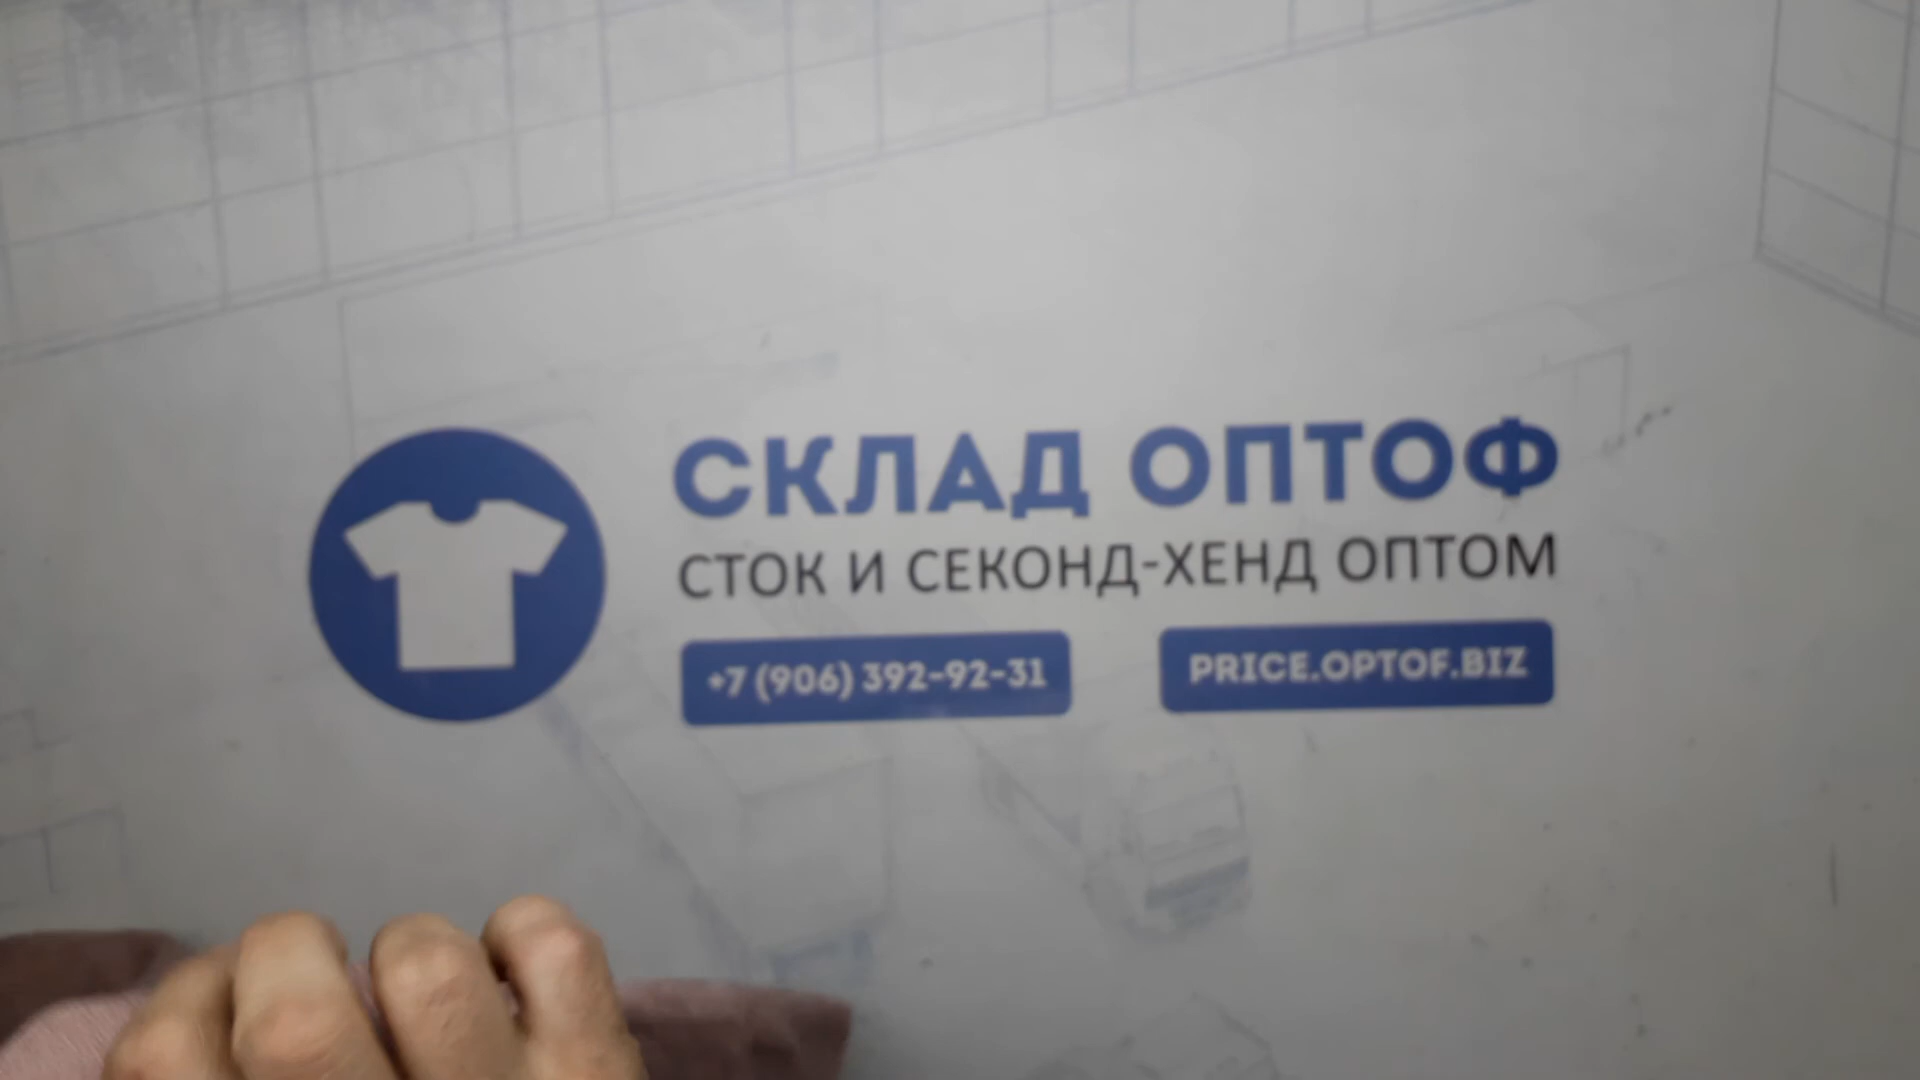 СКЛАД ОПТОФ
СТОК И СЕКОНД-ХЕНД ОПТОМ
+7 (906) 392-92-31
PRICE.OPTOF.BIZ